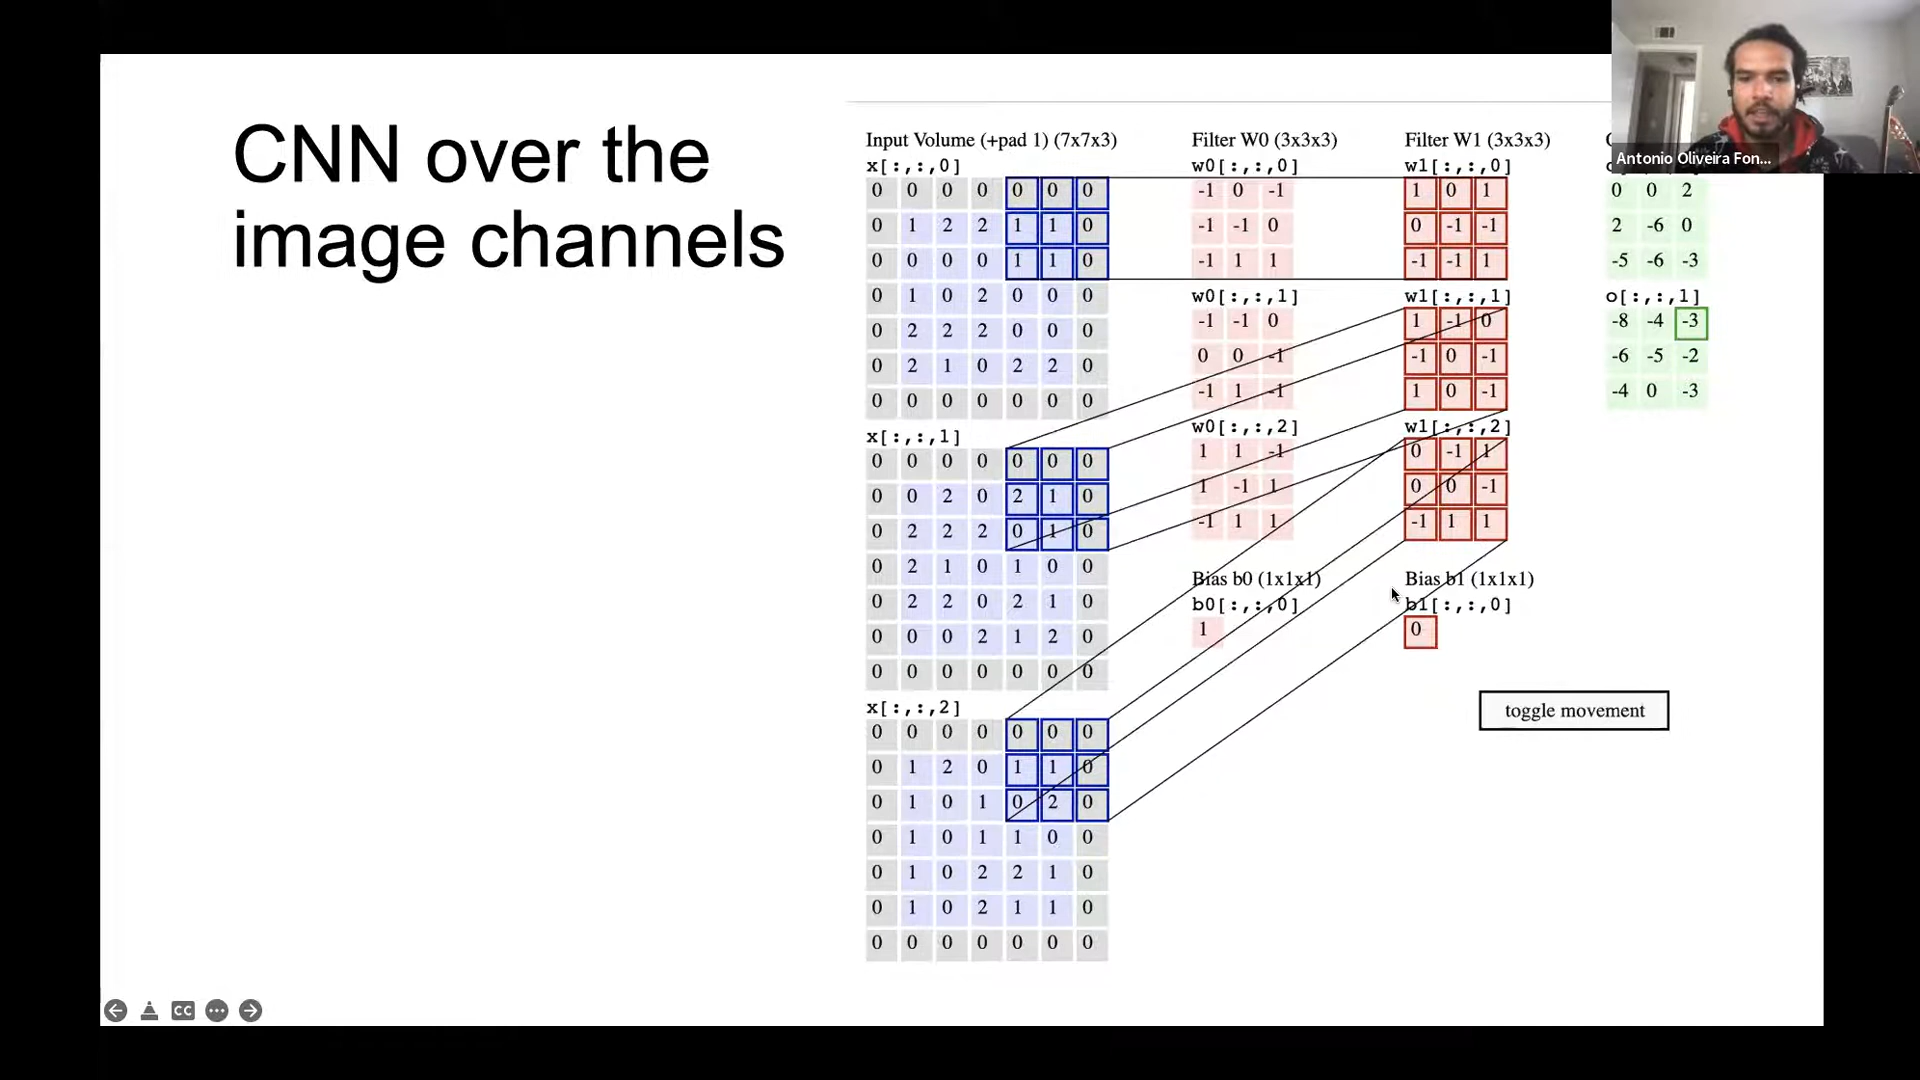 CNN over the
image channels
Antonio Oliveira Fon...
Input Volume (+pad 1) (7x7x3)
x[:,:,0]
0 0 0 0 0 0 0
0 1 2 2 1 1 0
0 0 0 0 1 1 0
0 1 0 2 0 0 0
0 2 2 2 0 0 0
0 2 1 0 2 2 0
0 0 0 0 0 0 0
x[:,:,1]
0 0 0 0 0 0 0
0 0 2 0 2 1 0
0 2 2 2 0 1 0
0 2 1 0 1 0 0
0 2 2 0 2 1 0
0 0 0 2 1 2 0
0 0 0 0 0 0 0
x[:,:,2]
0 0 0 0 0 0 0
0 1 2 0 1 1 0
0 1 0 1 0 2 0
0 1 0 1 1 0 0
0 1 0 2 2 1 0
0 1 0 2 1 1 0
0 0 0 0 0 0 0
Filter W0 (3x3x3)
w0[:,:,0]
-1 0 -1
-1 -1 0
-1 1 1
w0[:,:,1]
-1 -1 0
0 0 -1
-1 1 -1
w0[:,:,2]
1 1 -1
1 -1 1
-1 1 1
Bias b0 (1x1x1)
b0[:,:,0]
1
Filter W1 (3x3x3)
w1[:,:,0]
1 0 1
0 -1 -1
-1 -1 1
w1[:,:,1]
1 -1 0
-1 0 -1
1 0 -1
w1[:,:,2]
0 -1 1
0 0 -1
-1 1 1
Bias b1 (1x1x1)
b1[:,:,0]
0
0 0 2
2 -6 0
-5 -6 -3
o[:,:,1]
-8 -4 -3
-6 -5 -2
-4 0 -3
toggle movement
CC